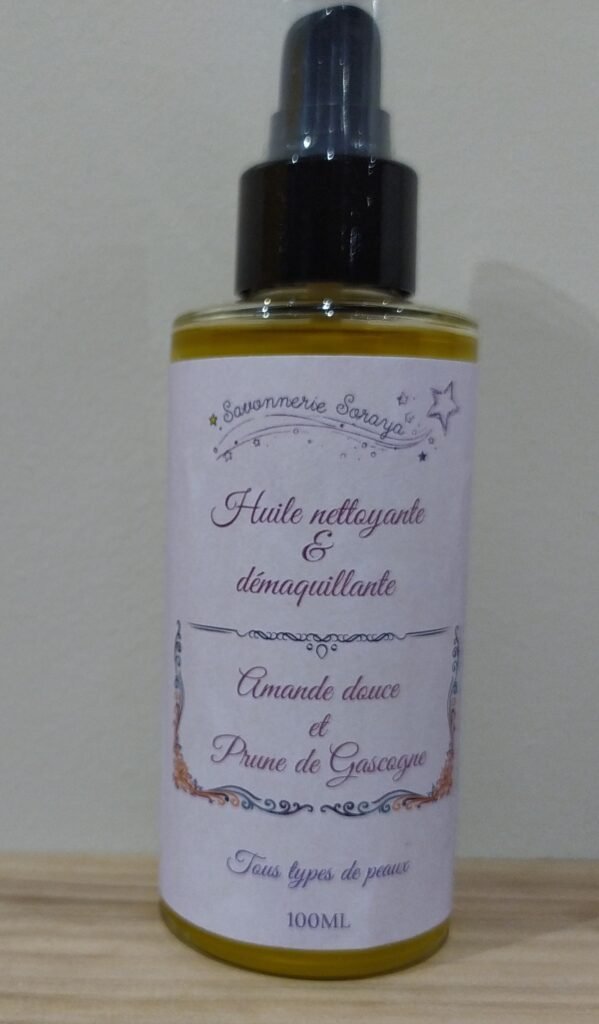 Savonnerie Soraya
Huile nettoyante
&
démaquillante
Amande douce
et
Prune de Gascogne
Tous types de peaux
100ML